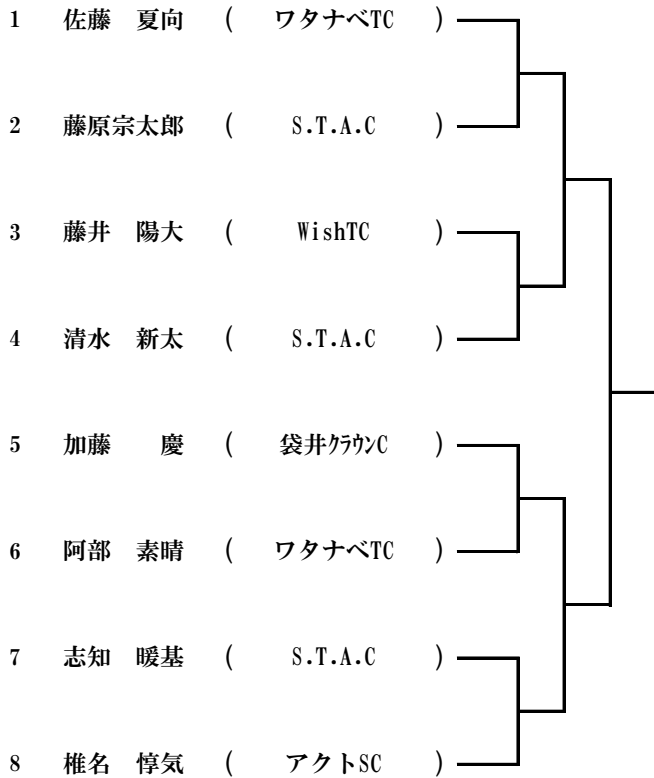 1 佐藤 夏向 ( ワタナベTC )
2 藤原宗太郎 ( S.T.A.C )
3 藤井 陽大 ( WishTC )
4 清水 新太 ( S.T.A.C )
5 加藤 慶 ( 袋井ｸﾗｳﾝC )
6 阿部 素晴 ( ワタナベTC )
7 志知 暖基 ( S.T.A.C )
8 椎名 惇気 ( アクトSC )